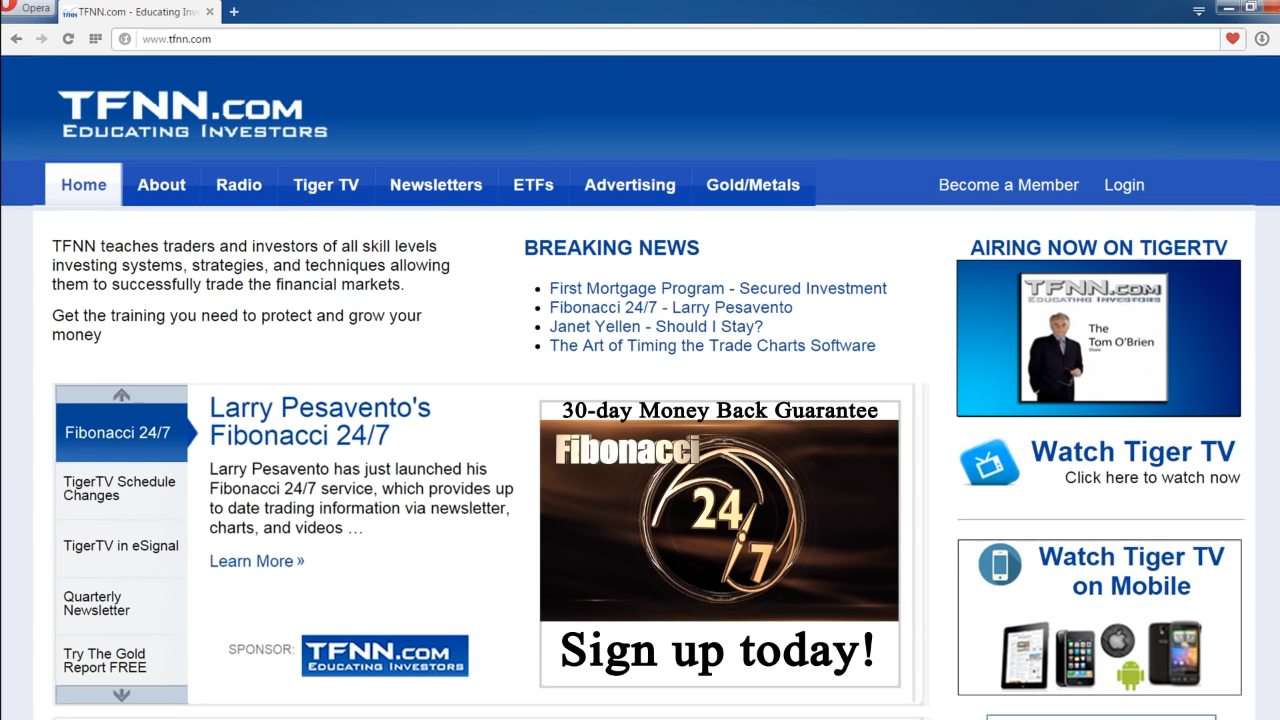 Opera
TFNN.com - Educating Inv
www.tfnn.com
TFNN.COM
EDUCATING INVESTORS
Home
About
Radio
Tiger TV
Newsletters
ETFs
Advertising
Gold/Metals
Become a Member
Login
TFNN teaches traders and investors of all skill levels
investing systems, strategies, and techniques allowing
them to successfully trade the financial markets.
Get the training you need to protect and grow your
money
BREAKING NEWS
First Mortgage Program - Secured Investment
Fibonacci 24/7 - Larry Pesavento
Janet Yellen - Should I Stay?
The Art of Timing the Trade Charts Software
AIRING NOW ON TIGERTV
TFNN.COM
EDUCATING INVESTORS
The
Tom O'Brien
Show
Watch Tiger TV
Click here to watch now
Watch Tiger TV
on Mobile
Fibonacci 24/7
TigerTV Schedule
Changes
TigerTV in eSignal
Quarterly
Newsletter
Try The Gold
Report FREE
Larry Pesavento's
Fibonacci 24/7
Larry Pesavento has just launched his
Fibonacci 24/7 service, which provides up
to date trading information via newsletter,
charts, and videos …
Learn More »
SPONSOR:
TFNN.COM
EDUCATING INVESTORS
30-day Money Back Guarantee
Fibonacci
24/7
Sign up today!